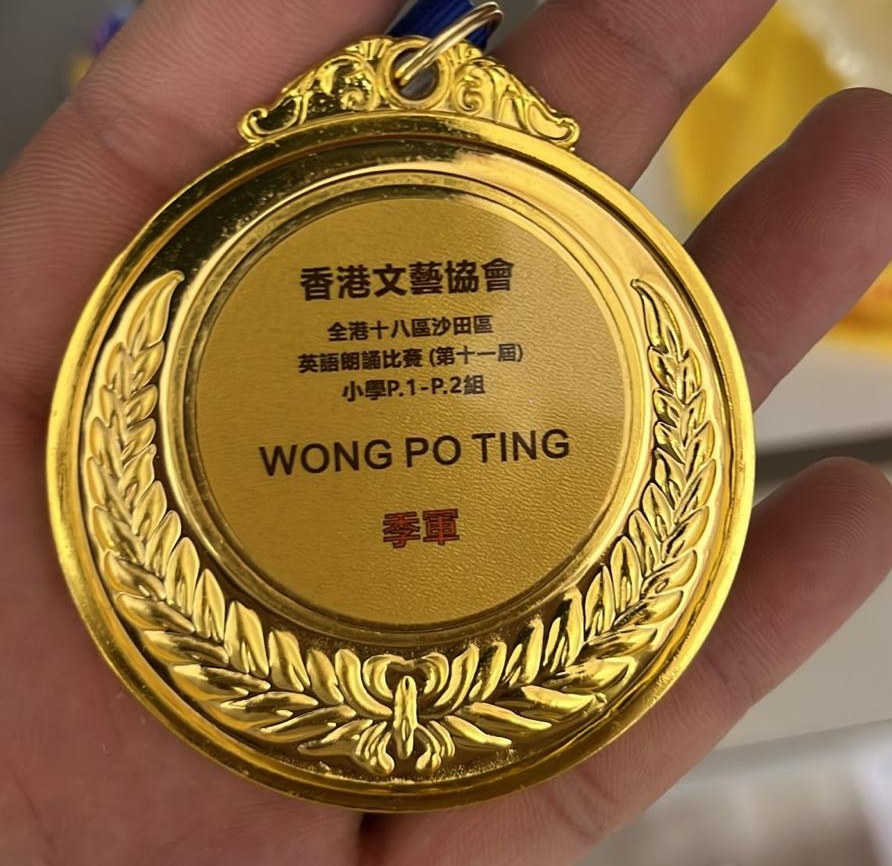 香港文藝協會
全港十八區沙田區
英語朗誦比賽 (第十一屆)
小學P.1-P.2組
WONG PO TING
季軍